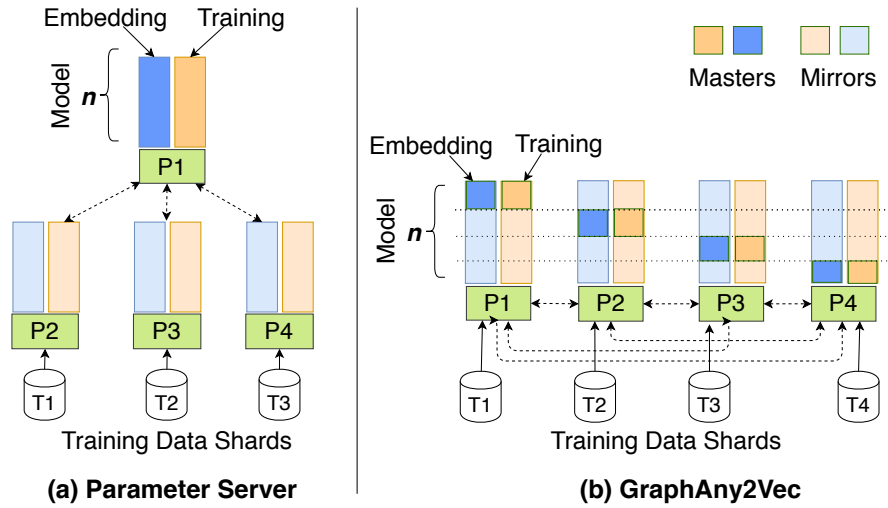 Embedding
Training
Model
n
P1
P2
P3
P4
T1
T2
T3
Training Data Shards
(a) Parameter Server
Masters
Mirrors
Embedding
Training
Model
n
P1
P2
P3
P4
T1
T2
T3
T4
Training Data Shards
(b) GraphAny2Vec